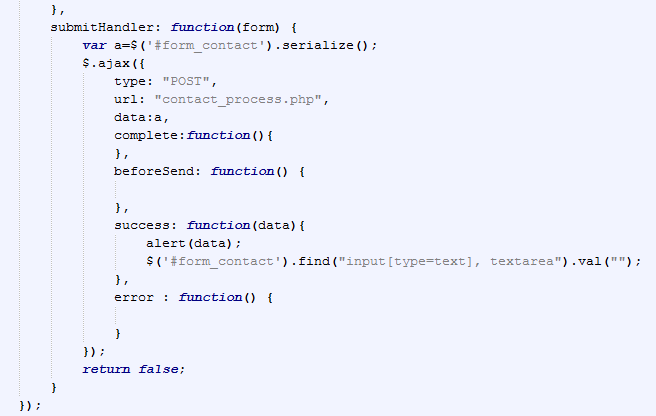 },
submitHandler: function(form) {
var a=$('#form_contact').serialize();
$.ajax({
type: "POST",
url: "contact_process.php",
data:a,
complete:function(){
},
beforeSend: function() {
},
success: function(data){
alert(data);
$('#form_contact').find("input[type=text], textarea").val("");
},
error : function() {
}
});
return false;
}
});